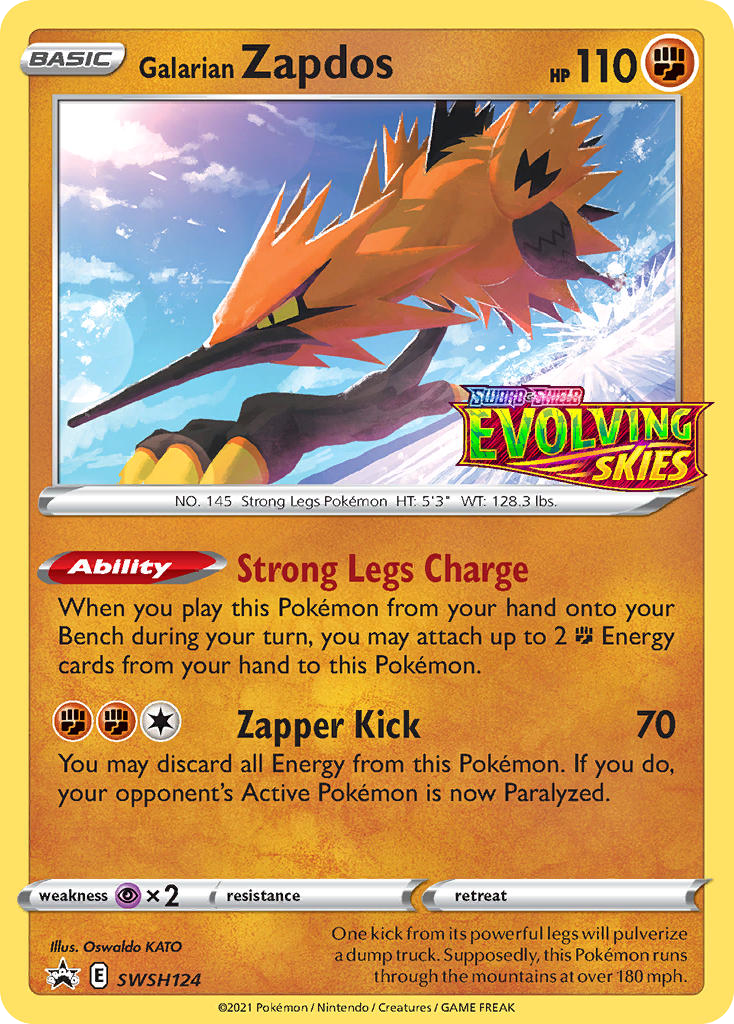 BASIC
Galarian Zapdos
HP 110
SWORD & SHIELD
EVOLVING
SKIES
NO. 145 Strong Legs Pokémon HT: 5'3" WT: 128.3 lbs.
Ability Strong Legs Charge
When you play this Pokémon from your hand onto your
Bench during your turn, you may attach up to 2 Energy
cards from your hand to this Pokémon.
Zapper Kick 70
You may discard all Energy from this Pokémon. If you do,
your opponent's Active Pokémon is now Paralyzed.
weakness ×2 resistance retreat
Illus. Oswaldo KATO
One kick from its powerful legs will pulverize
a dump truck. Supposedly, this Pokémon runs
through the mountains at over 180 mph.
E SWSH124
©2021 Pokémon / Nintendo / Creatures / GAME FREAK